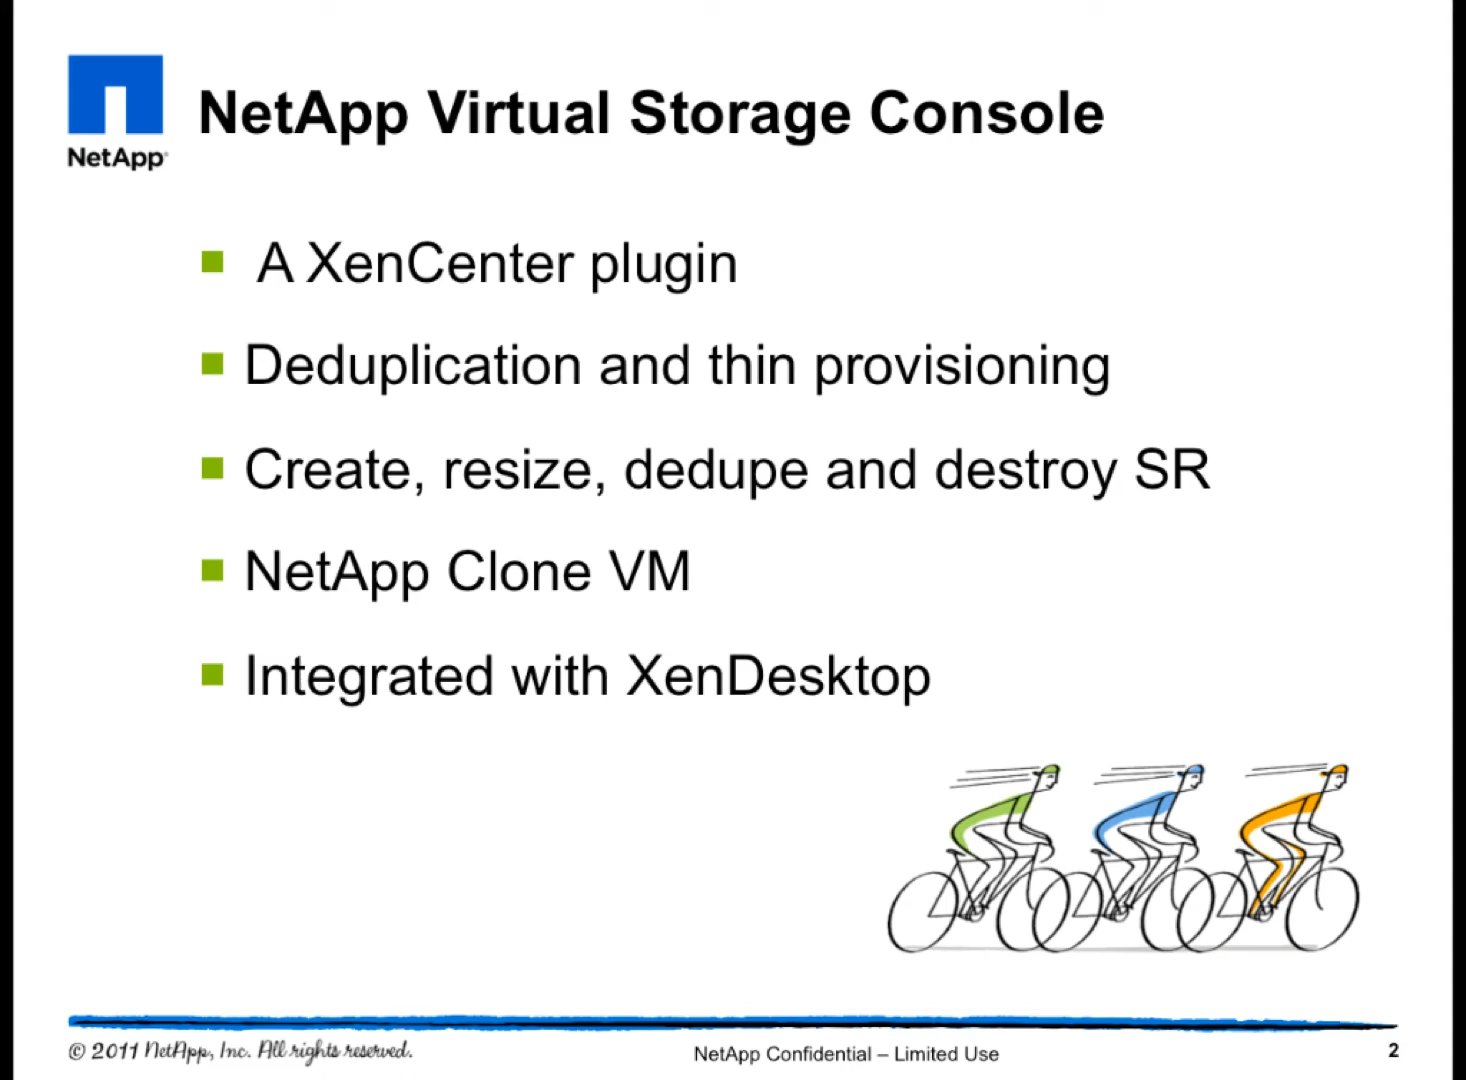 NetApp
NetApp Virtual Storage Console
A XenCenter plugin
Deduplication and thin provisioning
Create, resize, dedupe and destroy SR
NetApp Clone VM
Integrated with XenDesktop
© 2011 NetApp, Inc. All rights reserved.
NetApp Confidential – Limited Use
2